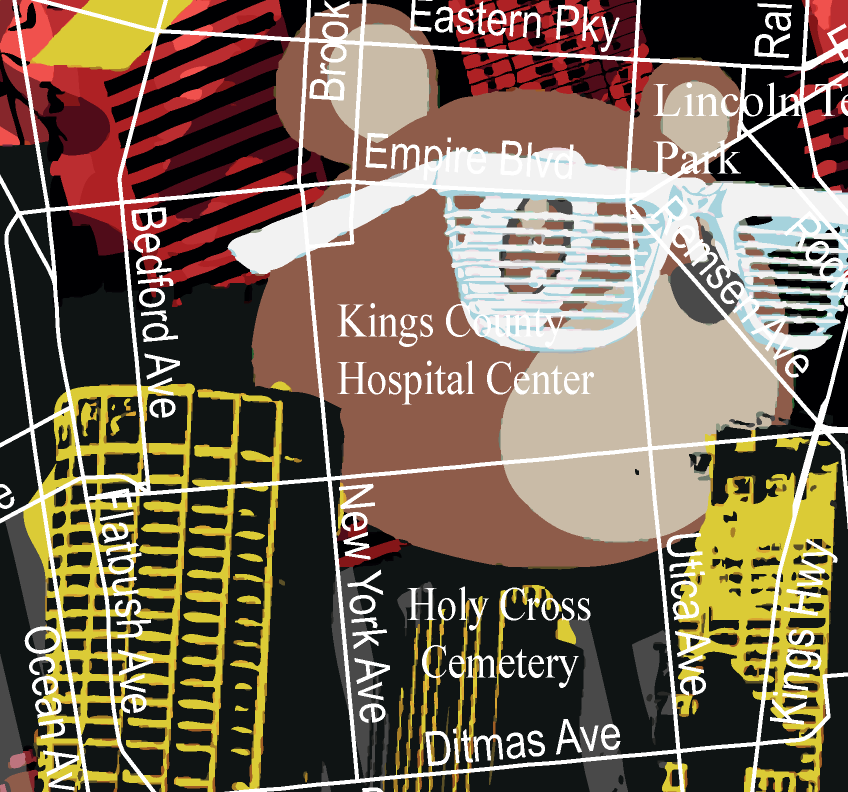 Eastern Pky
Brook
Ral
Lincoln Te
Park
Empire Blvd
Bedford Ave
Remsen Ave
Rock
Kings County
Hospital Center
Flatbush Ave
New York Ave
Utica Ave
Kings Hwy
Holy Cross
Cemetery
Ocean Av
Ditmas Ave